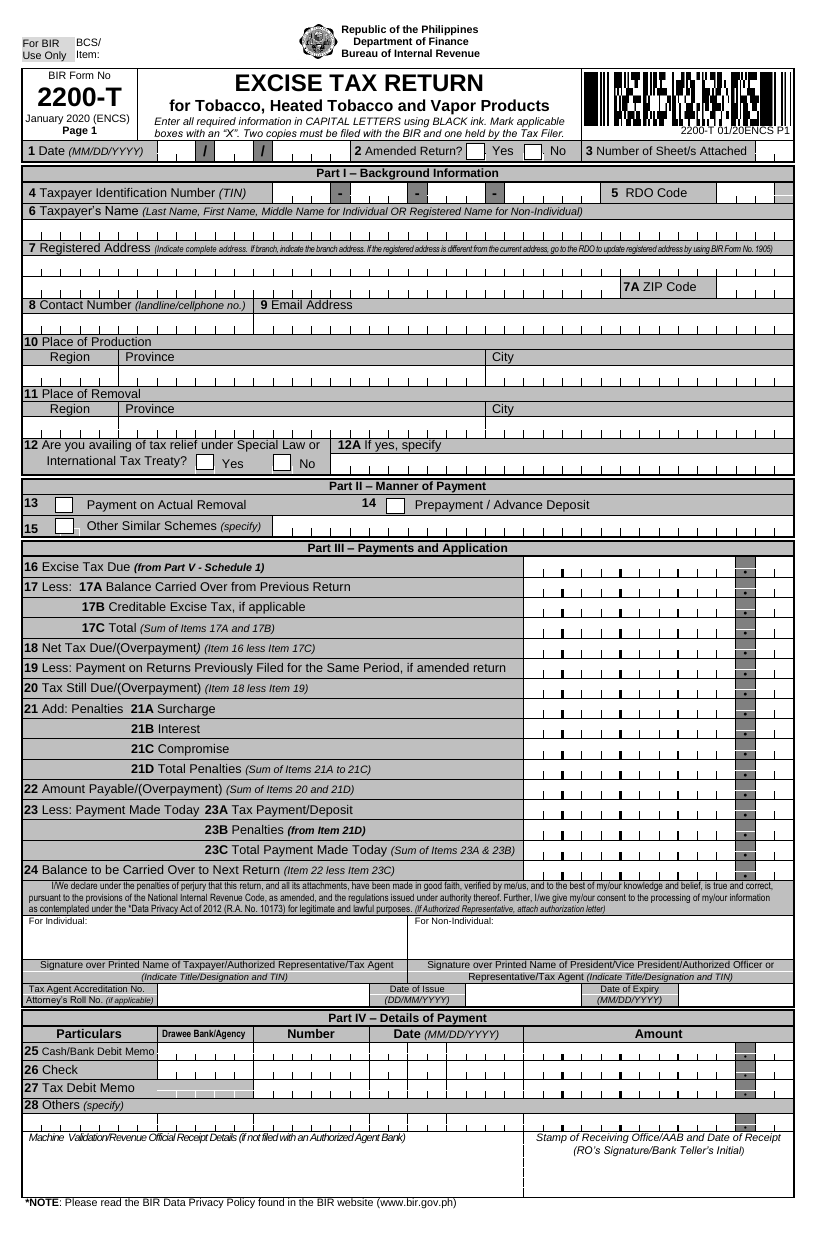 Republic of the Philippines
Department of Finance
Bureau of Internal Revenue
For BIR Use Only
BCS/ Item:
BIR Form No
2200-T
January 2020 (ENCS)
Page 1
EXCISE TAX RETURN
for Tobacco, Heated Tobacco and Vapor Products
Enter all required information in CAPITAL LETTERS using BLACK ink. Mark applicable
boxes with an “X”. Two copies must be filed with the BIR and one held by the Tax Filer.
2200-T 01/20ENCS P1
1 Date (MM/DD/YYYY) / / 2 Amended Return? Yes No 3 Number of Sheet/s Attached
Part I – Background Information
4 Taxpayer Identification Number (TIN) - - - 5 RDO Code
6 Taxpayer’s Name (Last Name, First Name, Middle Name for Individual OR Registered Name for Non-Individual)
7 Registered Address (Indicate complete address. If branch, indicate the branch address. If the registered address is different from the current address, go to the RDO to update registered address by using BIR Form No. 1905)
7A ZIP Code
8 Contact Number (landline/cellphone no.) 9 Email Address
10 Place of Production
Region Province City
11 Place of Removal
Region Province City
12 Are you availing of tax relief under Special Law or
International Tax Treaty? Yes No
12A If yes, specify
Part II – Manner of Payment
13 Payment on Actual Removal 14 Prepayment / Advance Deposit
15 Other Similar Schemes (specify)
Part III – Payments and Application
16 Excise Tax Due (from Part V - Schedule 1)
17 Less: 17A Balance Carried Over from Previous Return
17B Creditable Excise Tax, if applicable
17C Total (Sum of Items 17A and 17B)
18 Net Tax Due/(Overpayment) (Item 16 less Item 17C)
19 Less: Payment on Returns Previously Filed for the Same Period, if amended return
20 Tax Still Due/(Overpayment) (Item 18 less Item 19)
21 Add: Penalties 21A Surcharge
21B Interest
21C Compromise
21D Total Penalties (Sum of Items 21A to 21C)
22 Amount Payable/(Overpayment) (Sum of Items 20 and 21D)
23 Less: Payment Made Today 23A Tax Payment/Deposit
23B Penalties (from Item 21D)
23C Total Payment Made Today (Sum of Items 23A & 23B)
24 Balance to be Carried Over to Next Return (Item 22 less Item 23C)
I/We declare under the penalties of perjury that this return, and all its attachments, have been made in good faith, verified by me/us, and to the best of my/our knowledge and belief, is true and correct,
pursuant to the provisions of the National Internal Revenue Code, as amended, and the regulations issued under authority thereof. Further, I/we give my/our consent to the processing of my/our information
as contemplated under the *Data Privacy Act of 2012 (R.A. No. 10173) for legitimate and lawful purposes. (If Authorized Representative, attach authorization letter)
For Individual: For Non-Individual:
Signature over Printed Name of Taxpayer/Authorized Representative/Tax Agent
(Indicate Title/Designation and TIN)
Signature over Printed Name of President/Vice President/Authorized Officer or
Representative/Tax Agent (Indicate Title/Designation and TIN)
Tax Agent Accreditation No.
Attorney’s Roll No. (if applicable)
Date of Issue
(DD/MM/YYYY)
Date of Expiry
(MM/DD/YYYY)
Part IV – Details of Payment
Particulars Drawee Bank/Agency Number Date (MM/DD/YYYY) Amount
25 Cash/Bank Debit Memo
26 Check
27 Tax Debit Memo
28 Others (specify)
Machine Validation/Revenue Official Receipt Details (if not filed with an Authorized Agent Bank)
Stamp of Receiving Office/AAB and Date of Receipt
(RO’s Signature/Bank Teller’s Initial)
*NOTE: Please read the BIR Data Privacy Policy found in the BIR website (www.bir.gov.ph)